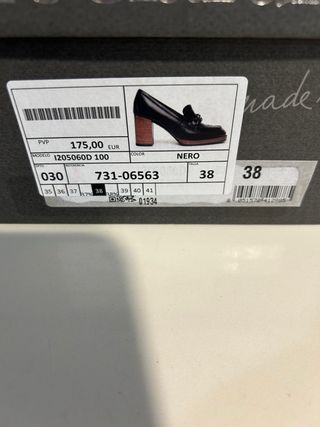 made
PVP 175,00 EUR
MODELO I205060D 100 COLOR NERO
030 REFERENCIA 731-06563 38
35 36 37 38 39 40 41
01934
38